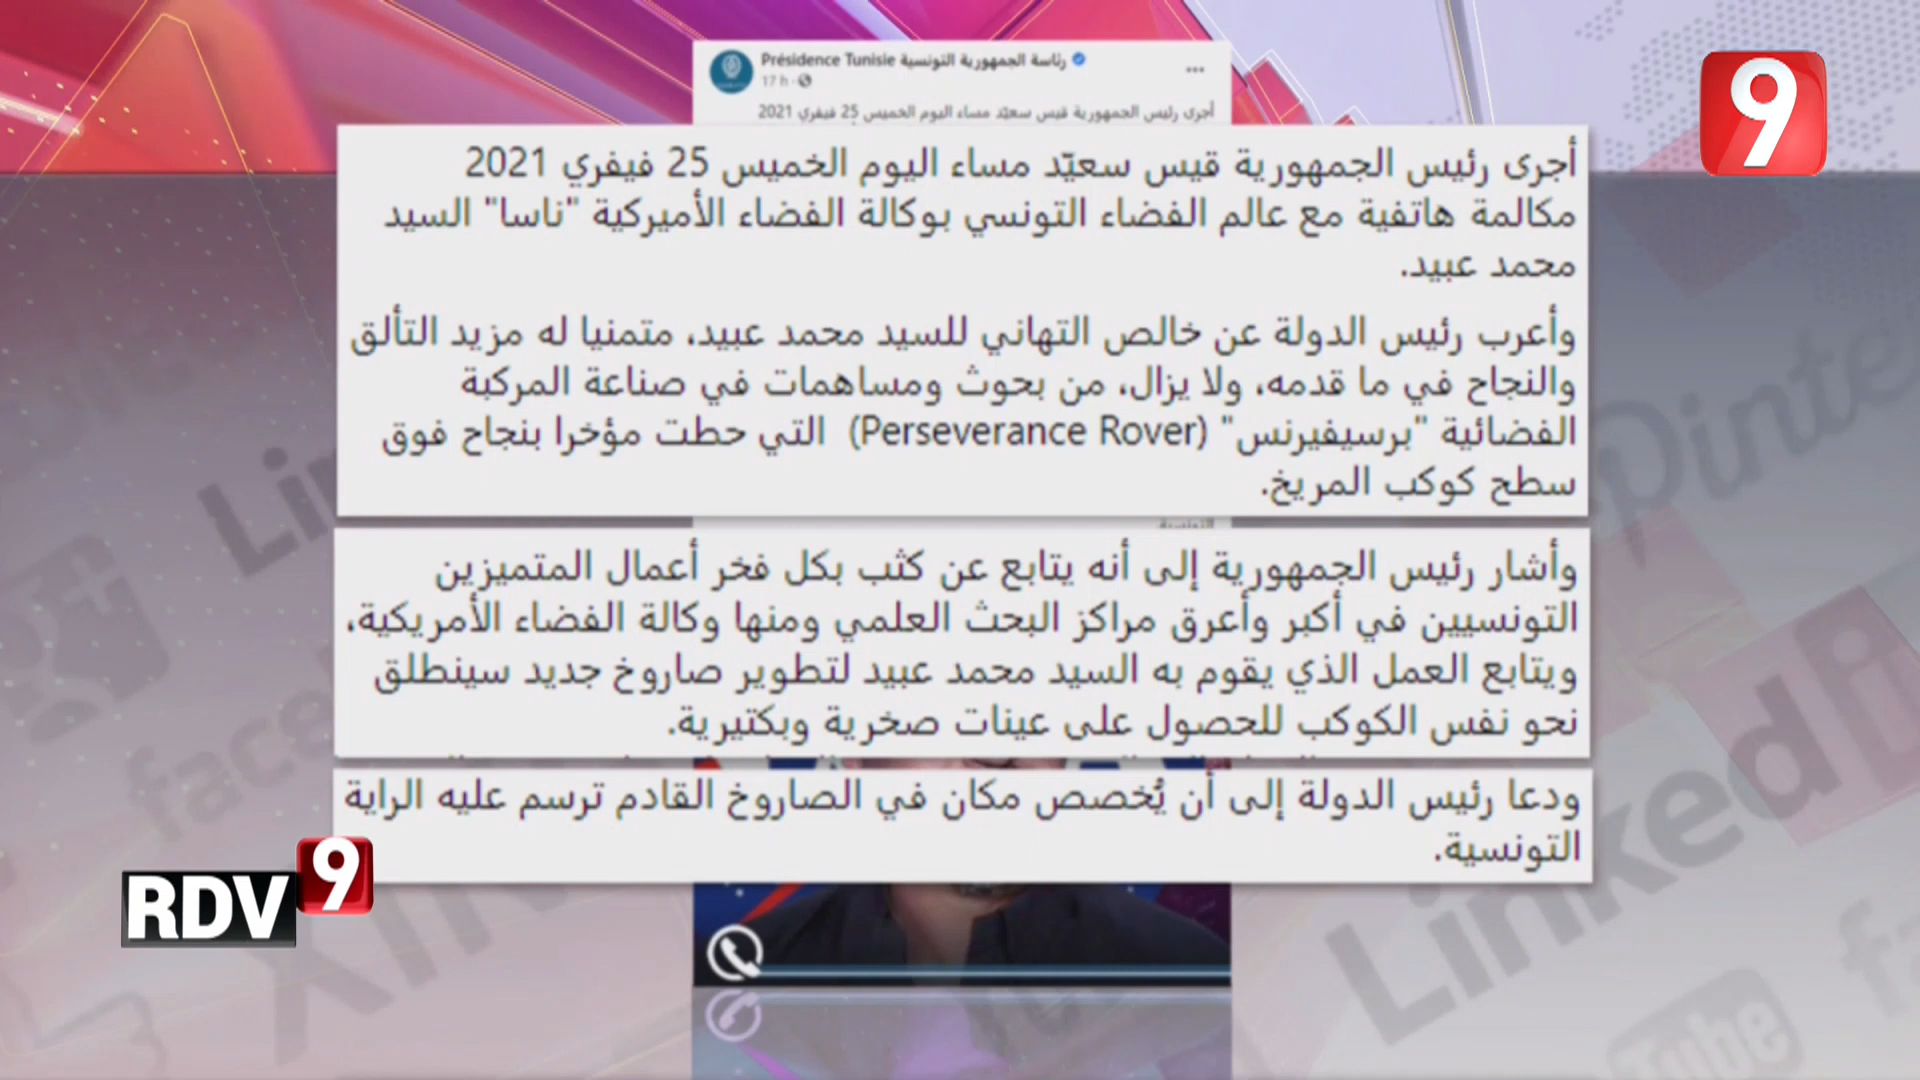 Présidence Tunisie رئاسة الجمهورية التونسية
17 h
أجرى رئيس الجمهورية قيس سعيّد مساء اليوم الخميس 25 فيفري 2021
9
أجرى رئيس الجمهورية قيس سعيّد مساء اليوم الخميس 25 فيفري 2021
مكالمة هاتفية مع عالم الفضاء التونسي بوكالة الفضاء الأميركية "ناسا" السيد
محمد عبيد.
وأعرب رئيس الدولة عن خالص التهاني للسيد محمد عبيد، متمنيا له مزيد التألق
والنجاح في ما قدمه، ولا يزال، من بحوث ومساهمات في صناعة المركبة
الفضائية "برسيفيرنس" (Perseverance Rover) التي حطت مؤخرا بنجاح فوق
سطح كوكب المريخ.
التونسية.
وأشار رئيس الجمهورية إلى أنه يتابع عن كثب بكل فخر أعمال المتميزين
التونسيين في أكبر وأعرق مراكز البحث العلمي ومنها وكالة الفضاء الأمريكية،
ويتابع العمل الذي يقوم به السيد محمد عبيد لتطوير صاروخ جديد سينطلق
نحو نفس الكوكب للحصول على عينات صخرية وبكتيرية.
ودعا رئيس الدولة إلى أن يُخصص مكان في الصاروخ القادم ترسم عليه الراية
التونسية.
RDV 9
Linked
Tube